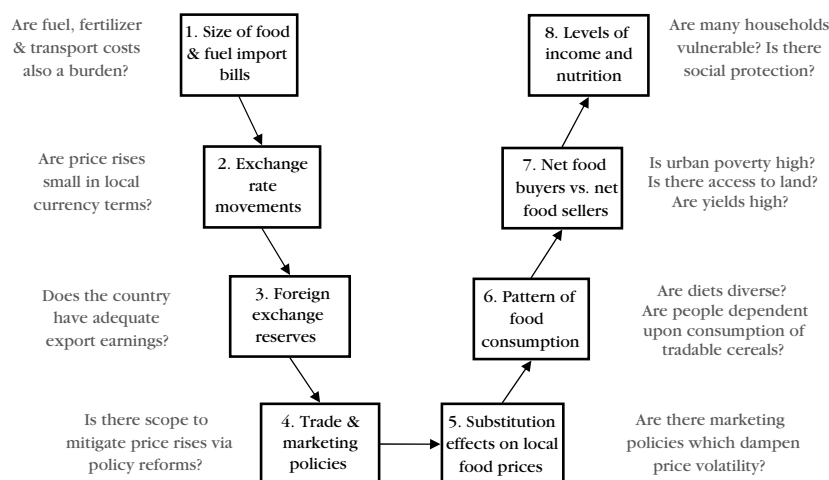 Are fuel, fertilizer
& transport costs
also a burden?
1. Size of food
& fuel import
bills
8. Levels of
income and
nutrition
Are many households
vulnerable? Is there
social protection?
Are price rises
small in local
currency terms?
2. Exchange
rate
movements
7. Net food
buyers vs. net
food sellers
Is urban poverty high?
Is there access to land?
Are yields high?
Does the country
have adequate
export earnings?
3. Foreign
exchange
reserves
6. Pattern of
food
consumption
Are diets diverse?
Are people dependent
upon consumption of
tradable cereals?
Is there scope to
mitigate price rises via
policy reforms?
4. Trade &
marketing
policies
5. Substitution
effects on local
food prices
Are there marketing
policies which dampen
price volatility?